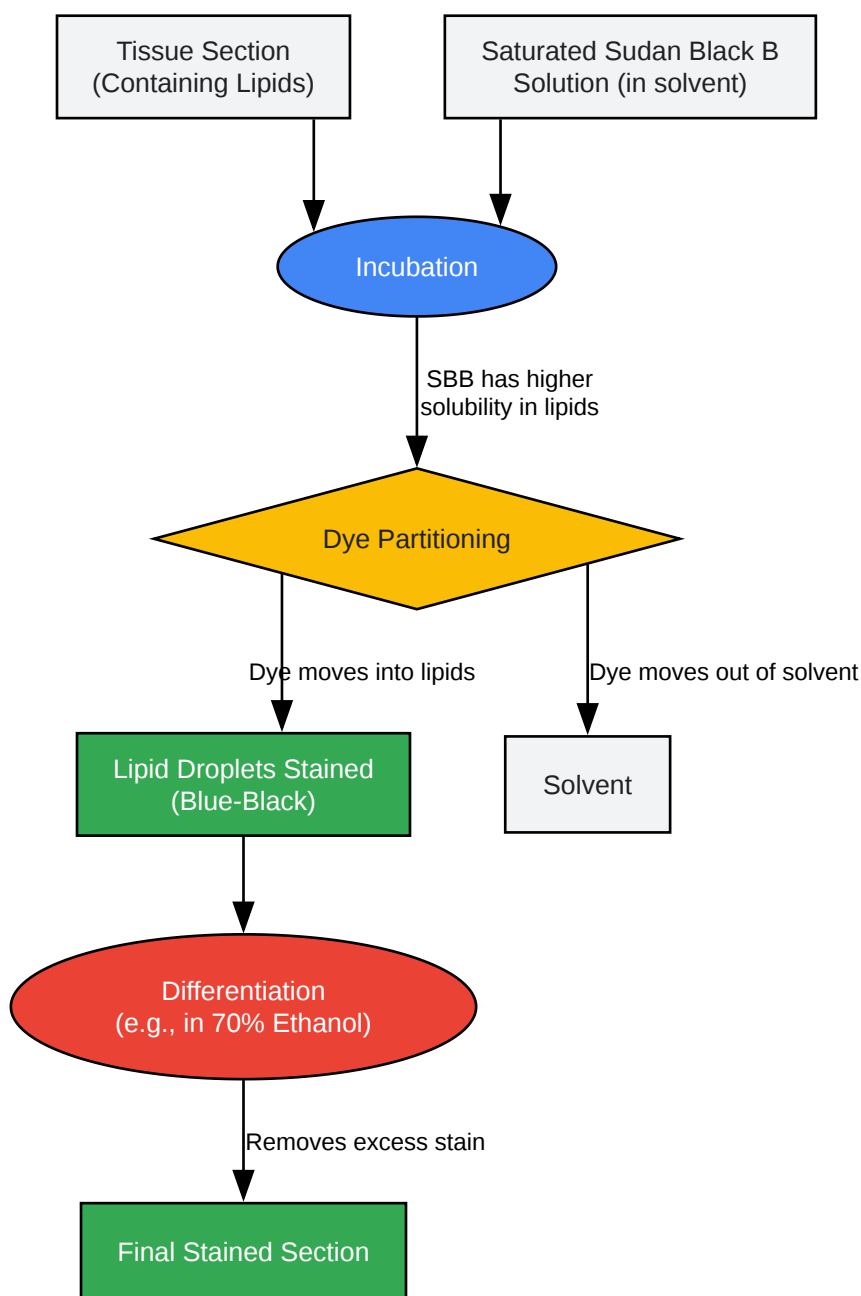 Tissue Section
(Containing Lipids)
Saturated Sudan Black B
Solution (in solvent)
Incubation
SBB has higher
solubility in lipids
Dye Partitioning
Dye moves into lipids
Dye moves out of solvent
Lipid Droplets Stained
(Blue-Black)
Solvent
Differentiation
(e.g., in 70% Ethanol)
Removes excess stain
Final Stained Section